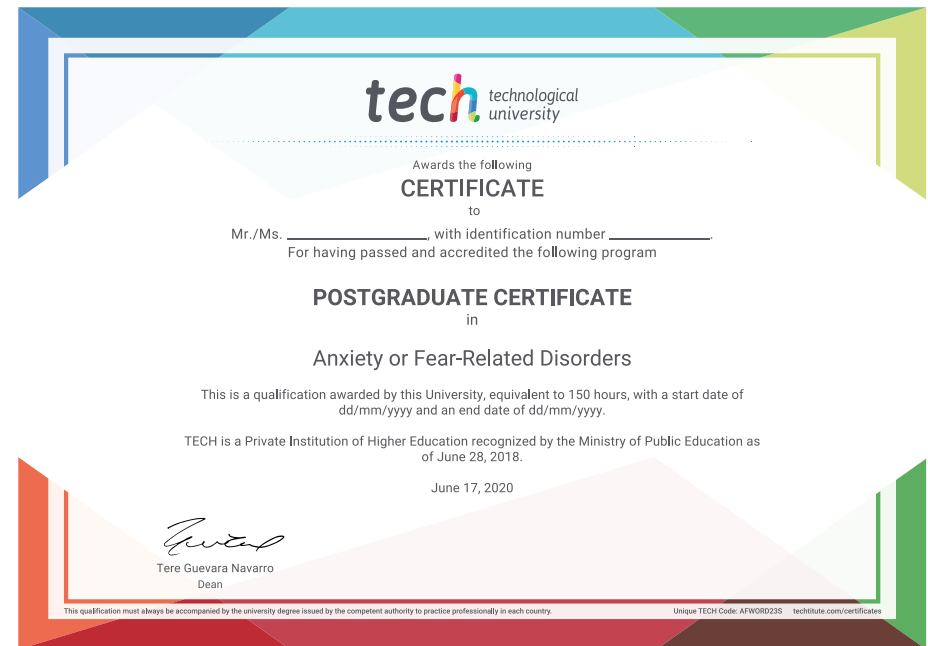 tech technological
university
Awards the following
CERTIFICATE
to
Mr./Ms. ____________________, with identification number ______________.
For having passed and accredited the following program
POSTGRADUATE CERTIFICATE
in
Anxiety or Fear-Related Disorders
This is a qualification awarded by this University, equivalent to 150 hours, with a start date of
dd/mm/yyyy and an end date of dd/mm/yyyy.
TECH is a Private Institution of Higher Education recognized by the Ministry of Public Education as
of June 28, 2018.
June 17, 2020
Tere Guevara Navarro
Dean
This qualification must always be accompanied by the university degree issued by the competent authority to practice professionally in each country.
Unique TECH Code: AFWORD23S techtitute.com/certificates